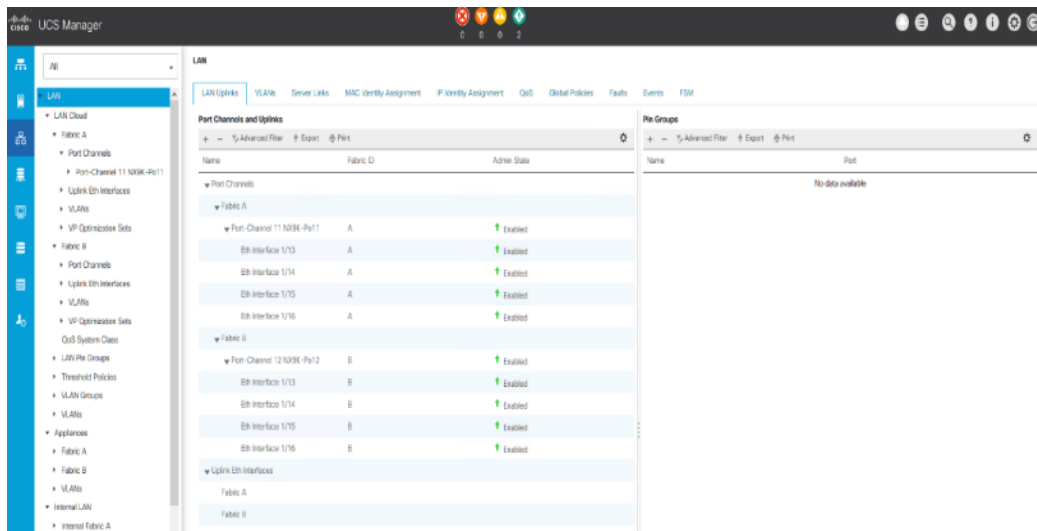 cisco UCS Manager
0 0 0 2
All
LAN
LAN Cloud
Fabric A
Port Channels
Port-Channel 11 NX9K-Po11
Uplink Eth Interfaces
VLANs
VP Optimization Sets
Fabric B
Port Channels
Uplink Eth Interfaces
VLANs
VP Optimization Sets
QoS System Class
LAN Pin Groups
Threshold Policies
VLAN Groups
VLANs
Appliances
Fabric A
Fabric B
VLANs
Internal LAN
Internal Fabric A
LAN
LAN Uplinks VLANs Server Links MAC Identity Assignment IP Identity Assignment QoS Global Policies Faults Events FSM
Port Channels and Uplinks
+ − Advanced Filter Export Print
Name Fabric ID Admin State
Port Channels
Fabric A
Port-Channel 11 NX9K-Po11 A Enabled
Eth Interface 1/13 A Enabled
Eth Interface 1/14 A Enabled
Eth Interface 1/15 A Enabled
Eth Interface 1/16 A Enabled
Fabric B
Port-Channel 12 NX9K-Po12 B Enabled
Eth Interface 1/13 B Enabled
Eth Interface 1/14 B Enabled
Eth Interface 1/15 B Enabled
Eth Interface 1/16 B Enabled
Uplink Eth Interfaces
Fabric A
Fabric B
Pin Groups
+ − Advanced Filter Export Print
Name Port
No data available